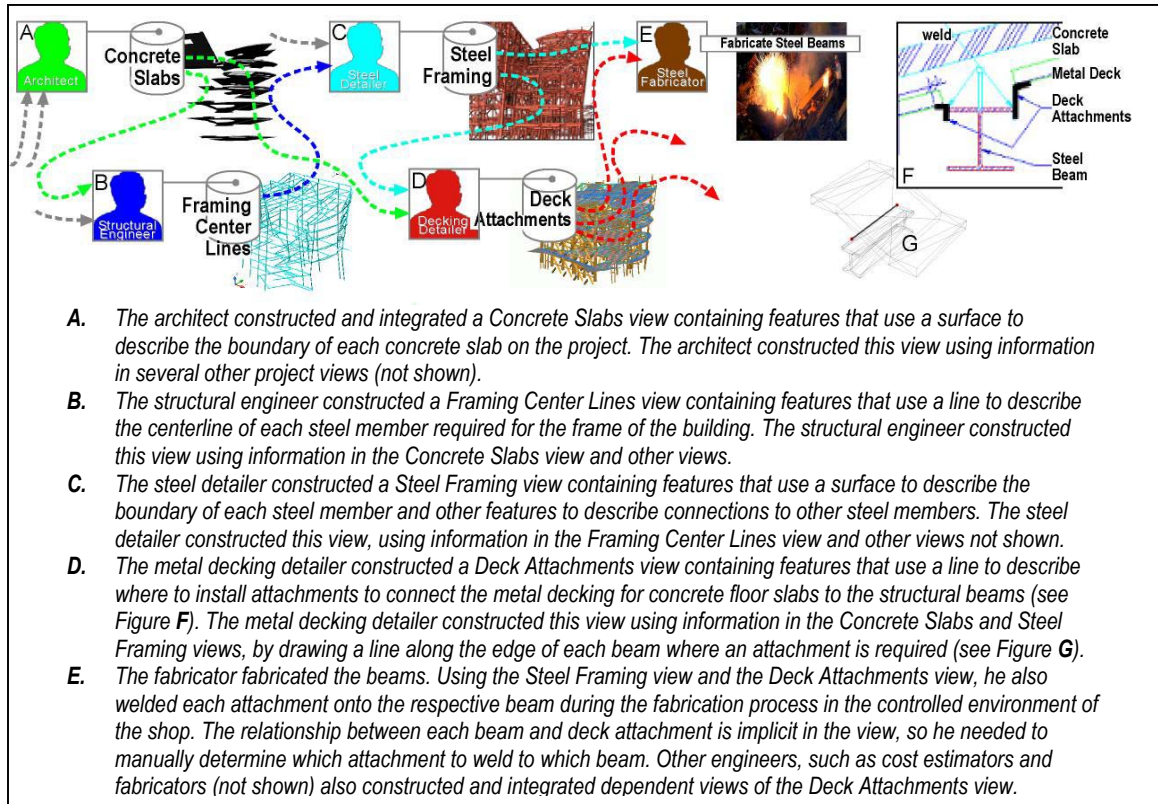 A
Architect
Concrete
Slabs
C
Steel
Detailer
Steel
Framing
E
Steel
Fabricator
Fabricate Steel Beams
weld
Concrete
Slab
Metal Deck
Deck
Attachments
Steel
Beam
F
B
Structural
Engineer
Framing
Center
Lines
D
Decking
Detailer
Deck
Attachments
G
A. The architect constructed and integrated a Concrete Slabs view containing features that use a surface to
describe the boundary of each concrete slab on the project. The architect constructed this view using information
in several other project views (not shown).
B. The structural engineer constructed a Framing Center Lines view containing features that use a line to describe
the centerline of each steel member required for the frame of the building. The structural engineer constructed
this view using information in the Concrete Slabs view and other views.
C. The steel detailer constructed a Steel Framing view containing features that use a surface to describe the
boundary of each steel member and other features to describe connections to other steel members. The steel
detailer constructed this view, using information in the Framing Center Lines view and other views not shown.
D. The metal decking detailer constructed a Deck Attachments view containing features that use a line to describe
where to install attachments to connect the metal decking for concrete floor slabs to the structural beams (see
Figure F). The metal decking detailer constructed this view using information in the Concrete Slabs and Steel
Framing views, by drawing a line along the edge of each beam where an attachment is required (see Figure G).
E. The fabricator fabricated the beams. Using the Steel Framing view and the Deck Attachments view, he also
welded each attachment onto the respective beam during the fabrication process in the controlled environment of
the shop. The relationship between each beam and deck attachment is implicit in the view, so he needed to
manually determine which attachment to weld to which beam. Other engineers, such as cost estimators and
fabricators (not shown) also constructed and integrated dependent views of the Deck Attachments view.